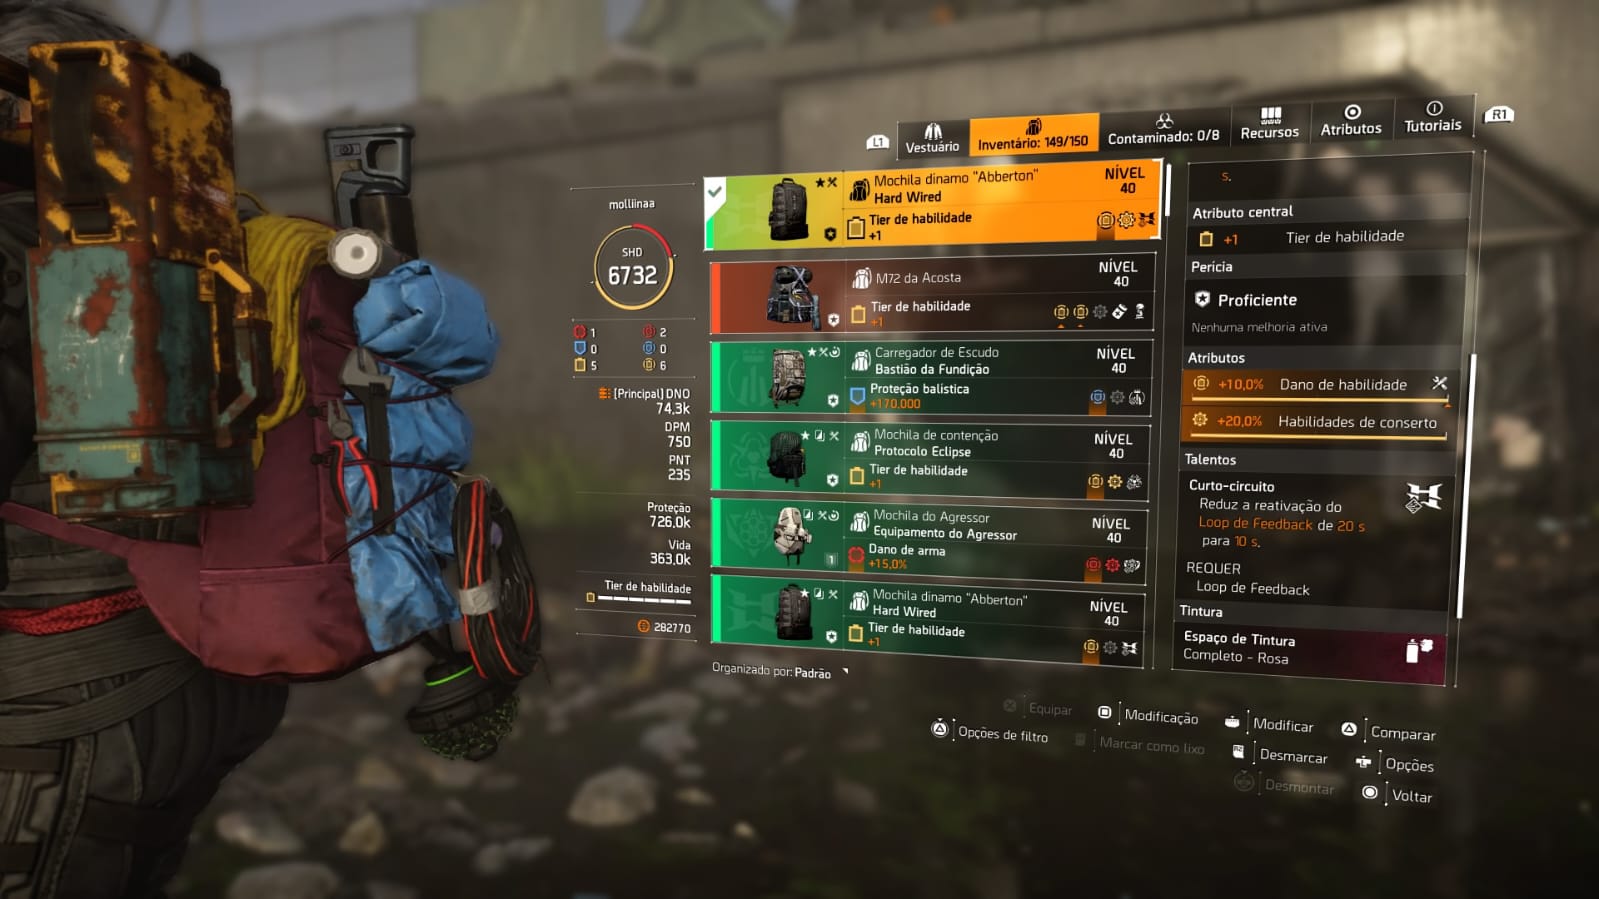 L1
Vestuário
Inventário: 149/150
Contaminado: 0/8
Recursos
Atributos
Tutoriais
R1
molliinaa
SHD
6732
1
2
0
0
5
6
[Principal] DNO
74.3k
DPM
750
PNT
235
Proteção
726.0k
Vida
363.0k
Tier de habilidade
282770
Mochila dínamo "Abberton"
Hard Wired
NÍVEL
40
Tier de habilidade
+1
M72 da Acosta
NÍVEL
40
Tier de habilidade
+1
Carregador de Escudo
Bastião da Fundição
NÍVEL
40
Proteção balística
+170.000
Mochila de contenção
Protocolo Eclipse
NÍVEL
40
Tier de habilidade
+1
Mochila do Agressor
Equipamento do Agressor
NÍVEL
40
Dano de arma
+15,0%
1
Mochila dínamo "Abberton"
Hard Wired
NÍVEL
40
Tier de habilidade
+1
Organizado por: Padrão
s.
Atributo central
+1 Tier de habilidade
Perícia
Proficiente
Nenhuma melhoria ativa
Atributos
+10,0% Dano de habilidade
+20,0% Habilidades de conserto
Talentos
Curto-circuito
Reduz a reativação do
Loop de Feedback de 20 s
para 10 s.
REQUER
Loop de Feedback
Tintura
Espaço de Tintura
Completo - Rosa
Equipar
Modificação
Modificar
Comparar
Opções de filtro
Marcar como lixo
R2
Desmarcar
Opções
Desmontar
Voltar